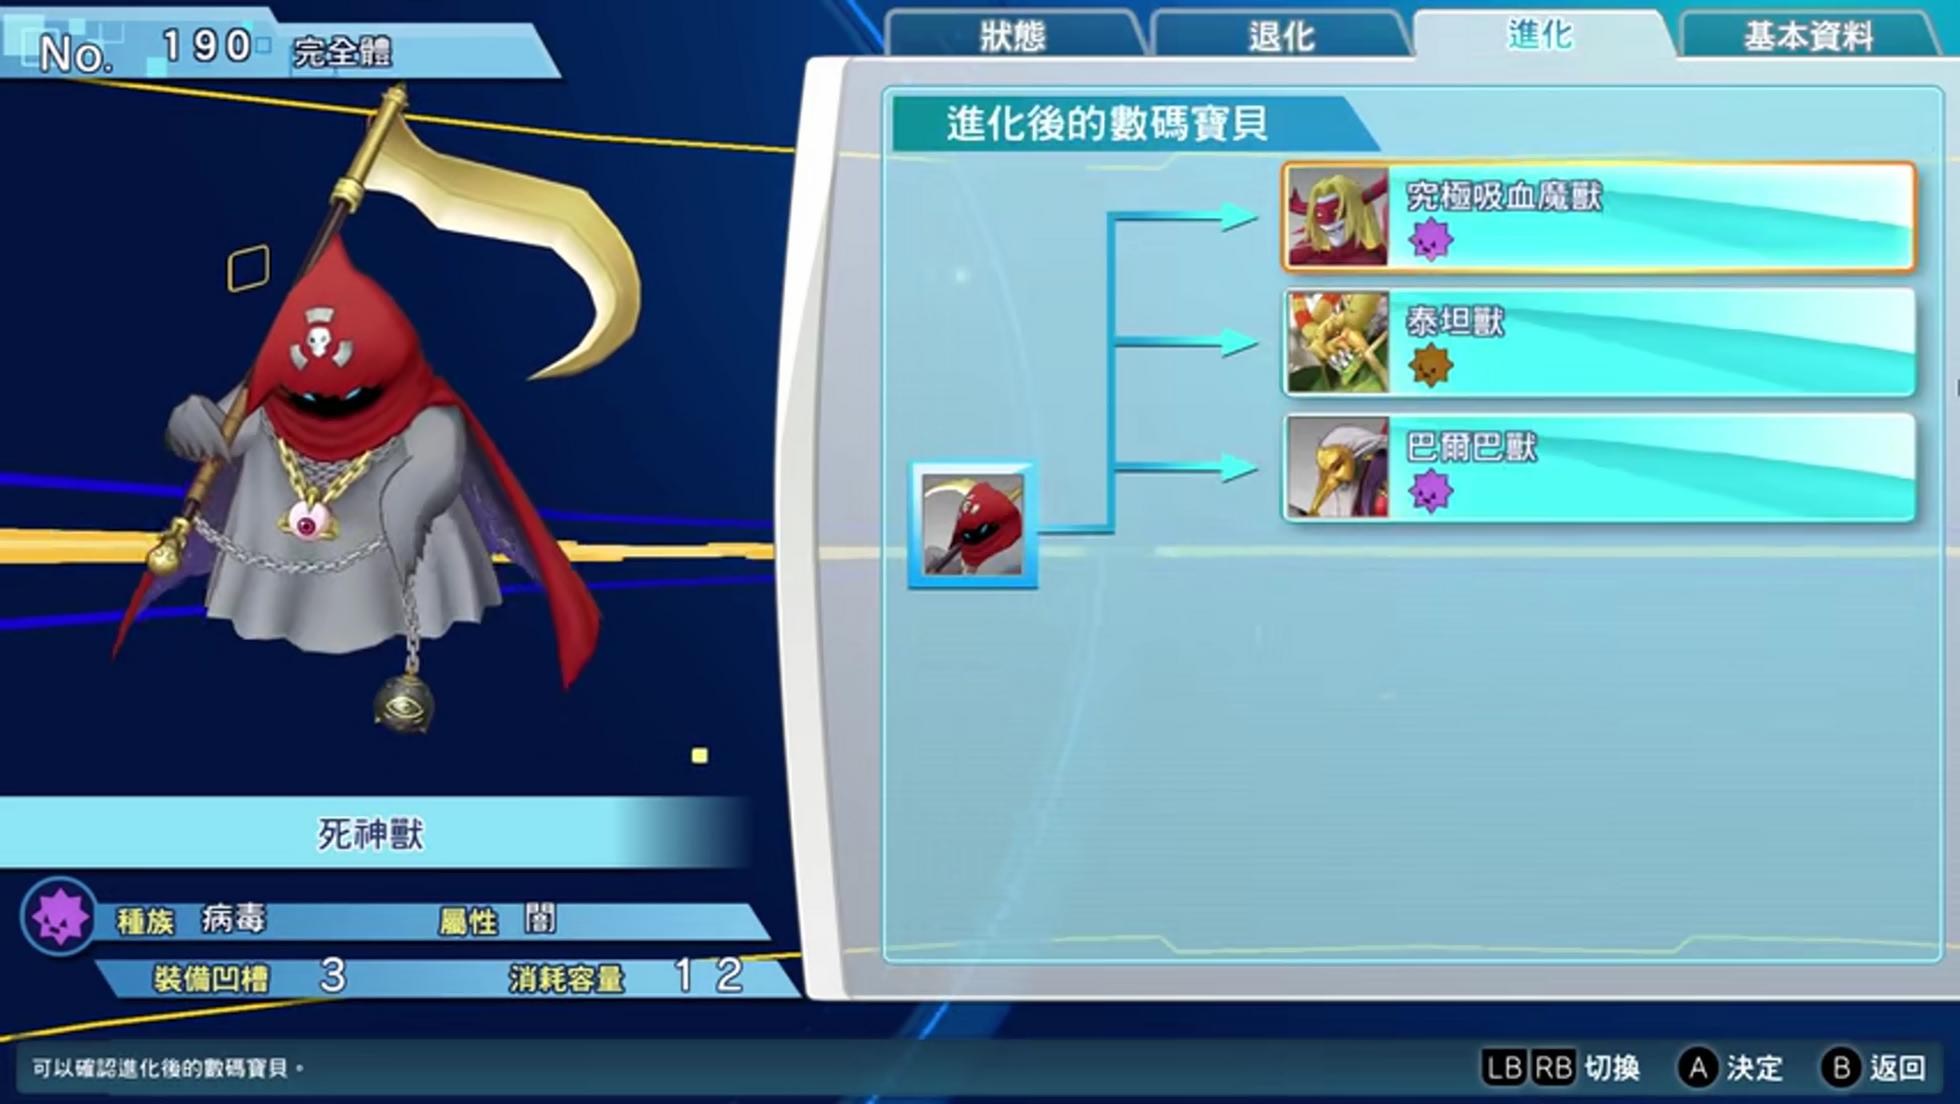 No. 190 完全體
狀態 退化 進化 基本資料
進化後的數碼寶貝
究極吸血魔獸
泰坦獸
巴爾巴獸
死神獸
種族 病毒 屬性 闇
裝備凹槽 3 消耗容量 12
可以確認進化後的數碼寶貝。
LB RB 切換 A 決定 B 返回